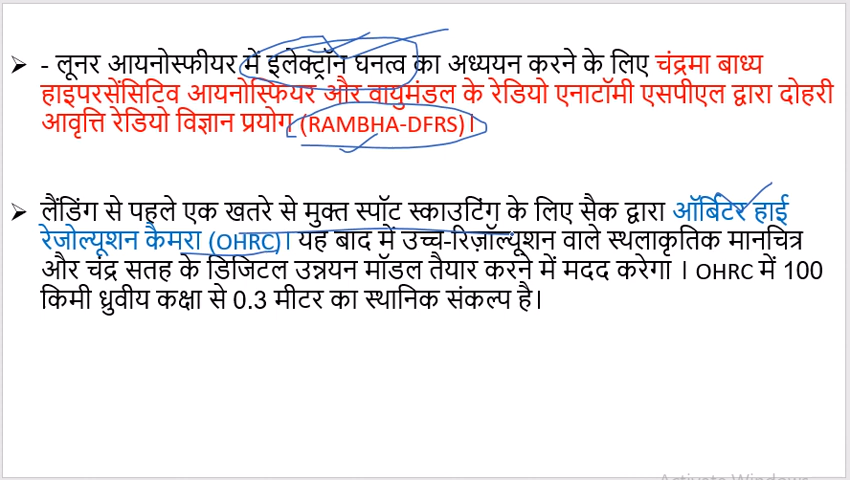 ➢ - लूनर आयनोस्फीयर में इलेक्ट्रॉन घनत्व का अध्ययन करने के लिए चंद्रमा बाध्य
हाइपरसेंसिटिव आयनोस्फियर और वायुमंडल के रेडियो एनाटॉमी एसपीएल द्वारा दोहरी
आवृत्ति रेडियो विज्ञान प्रयोग (RAMBHA-DFRS)।
➢ लैंडिंग से पहले एक खतरे से मुक्त स्पॉट स्काउटिंग के लिए सैक द्वारा ऑर्बिटर हाई
रेजोल्यूशन कैमरा (OHRC)। यह बाद में उच्च-रिज़ॉल्यूशन वाले स्थलाकृतिक मानचित्र
और चंद्र सतह के डिजिटल उन्नयन मॉडल तैयार करने में मदद करेगा । OHRC में 100
किमी ध्रुवीय कक्षा से 0.3 मीटर का स्थानिक संकल्प है।
Activate Windows